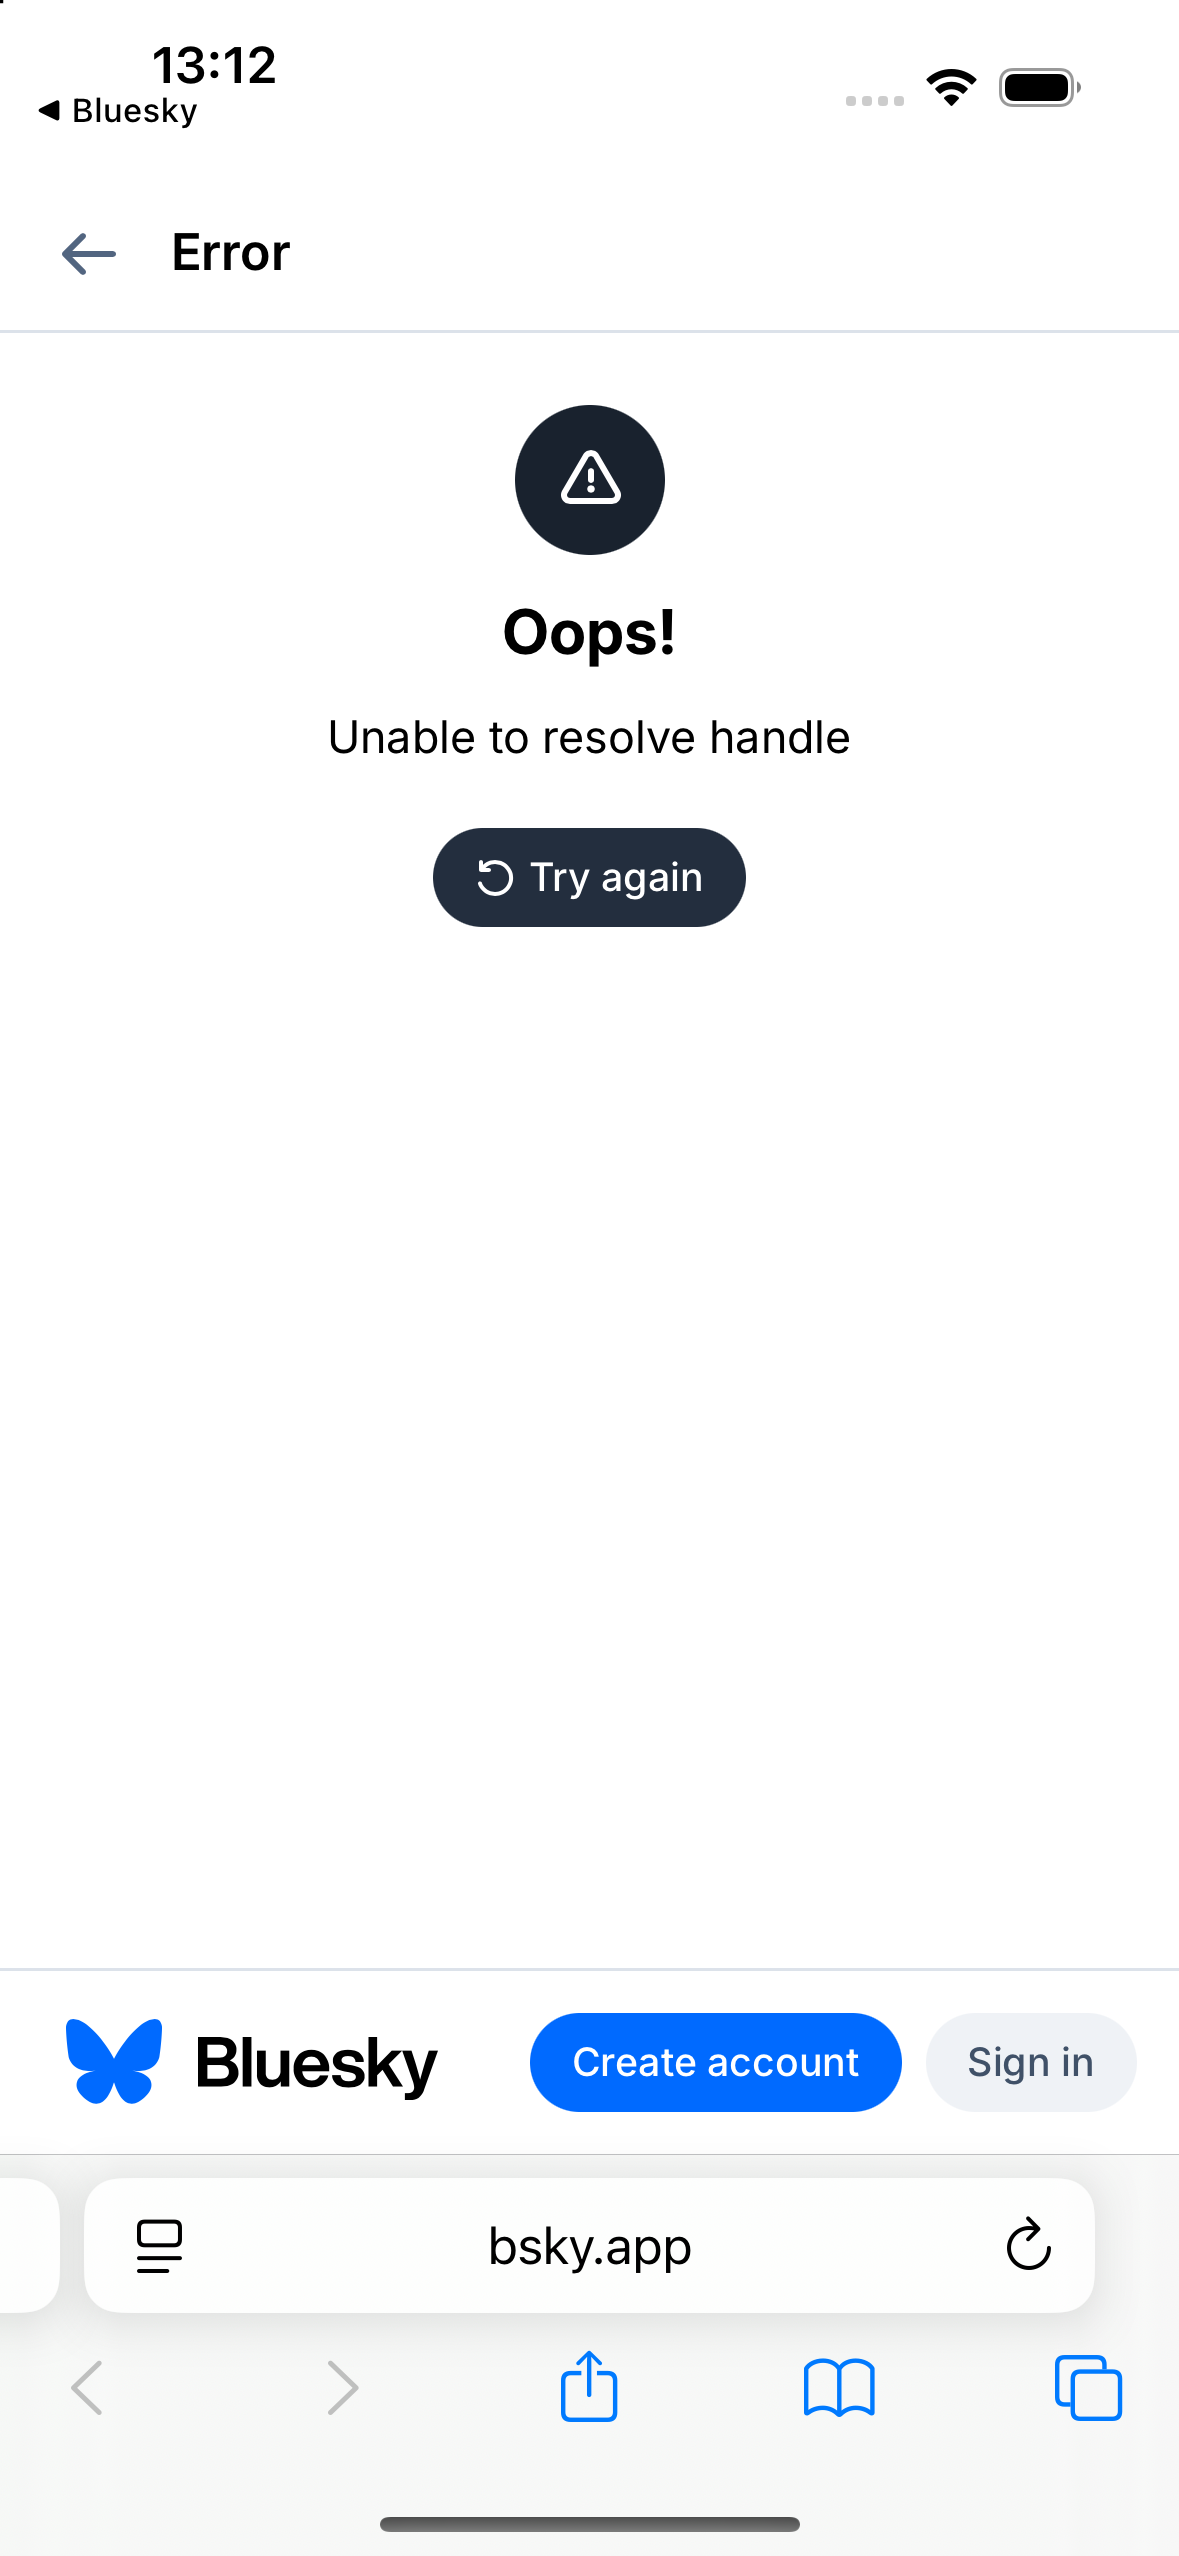 13:12
◀ Bluesky
Error
Oops!
Unable to resolve handle
Try again
Bluesky
Create account
Sign in
bsky.app